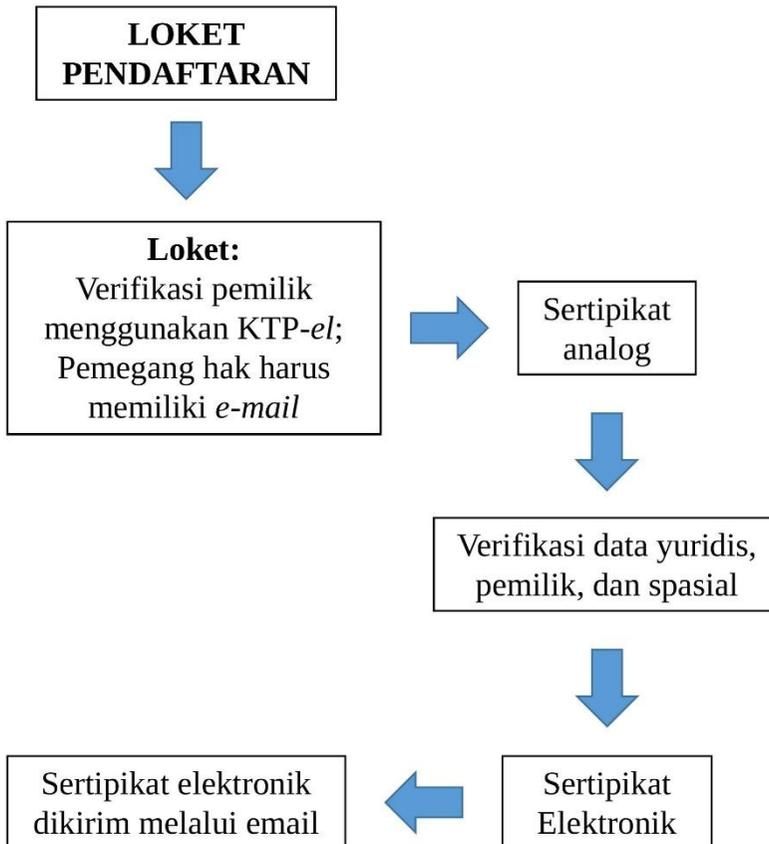 LOKET
PENDAFTARAN
Loket:
Verifikasi pemilik
menggunakan KTP-el;
Pemegang hak harus
memiliki e-mail
Sertipikat
analog
Verifikasi data yuridis,
pemilik, dan spasial
Sertipikat
Elektronik
Sertipikat elektronik
dikirim melalui email